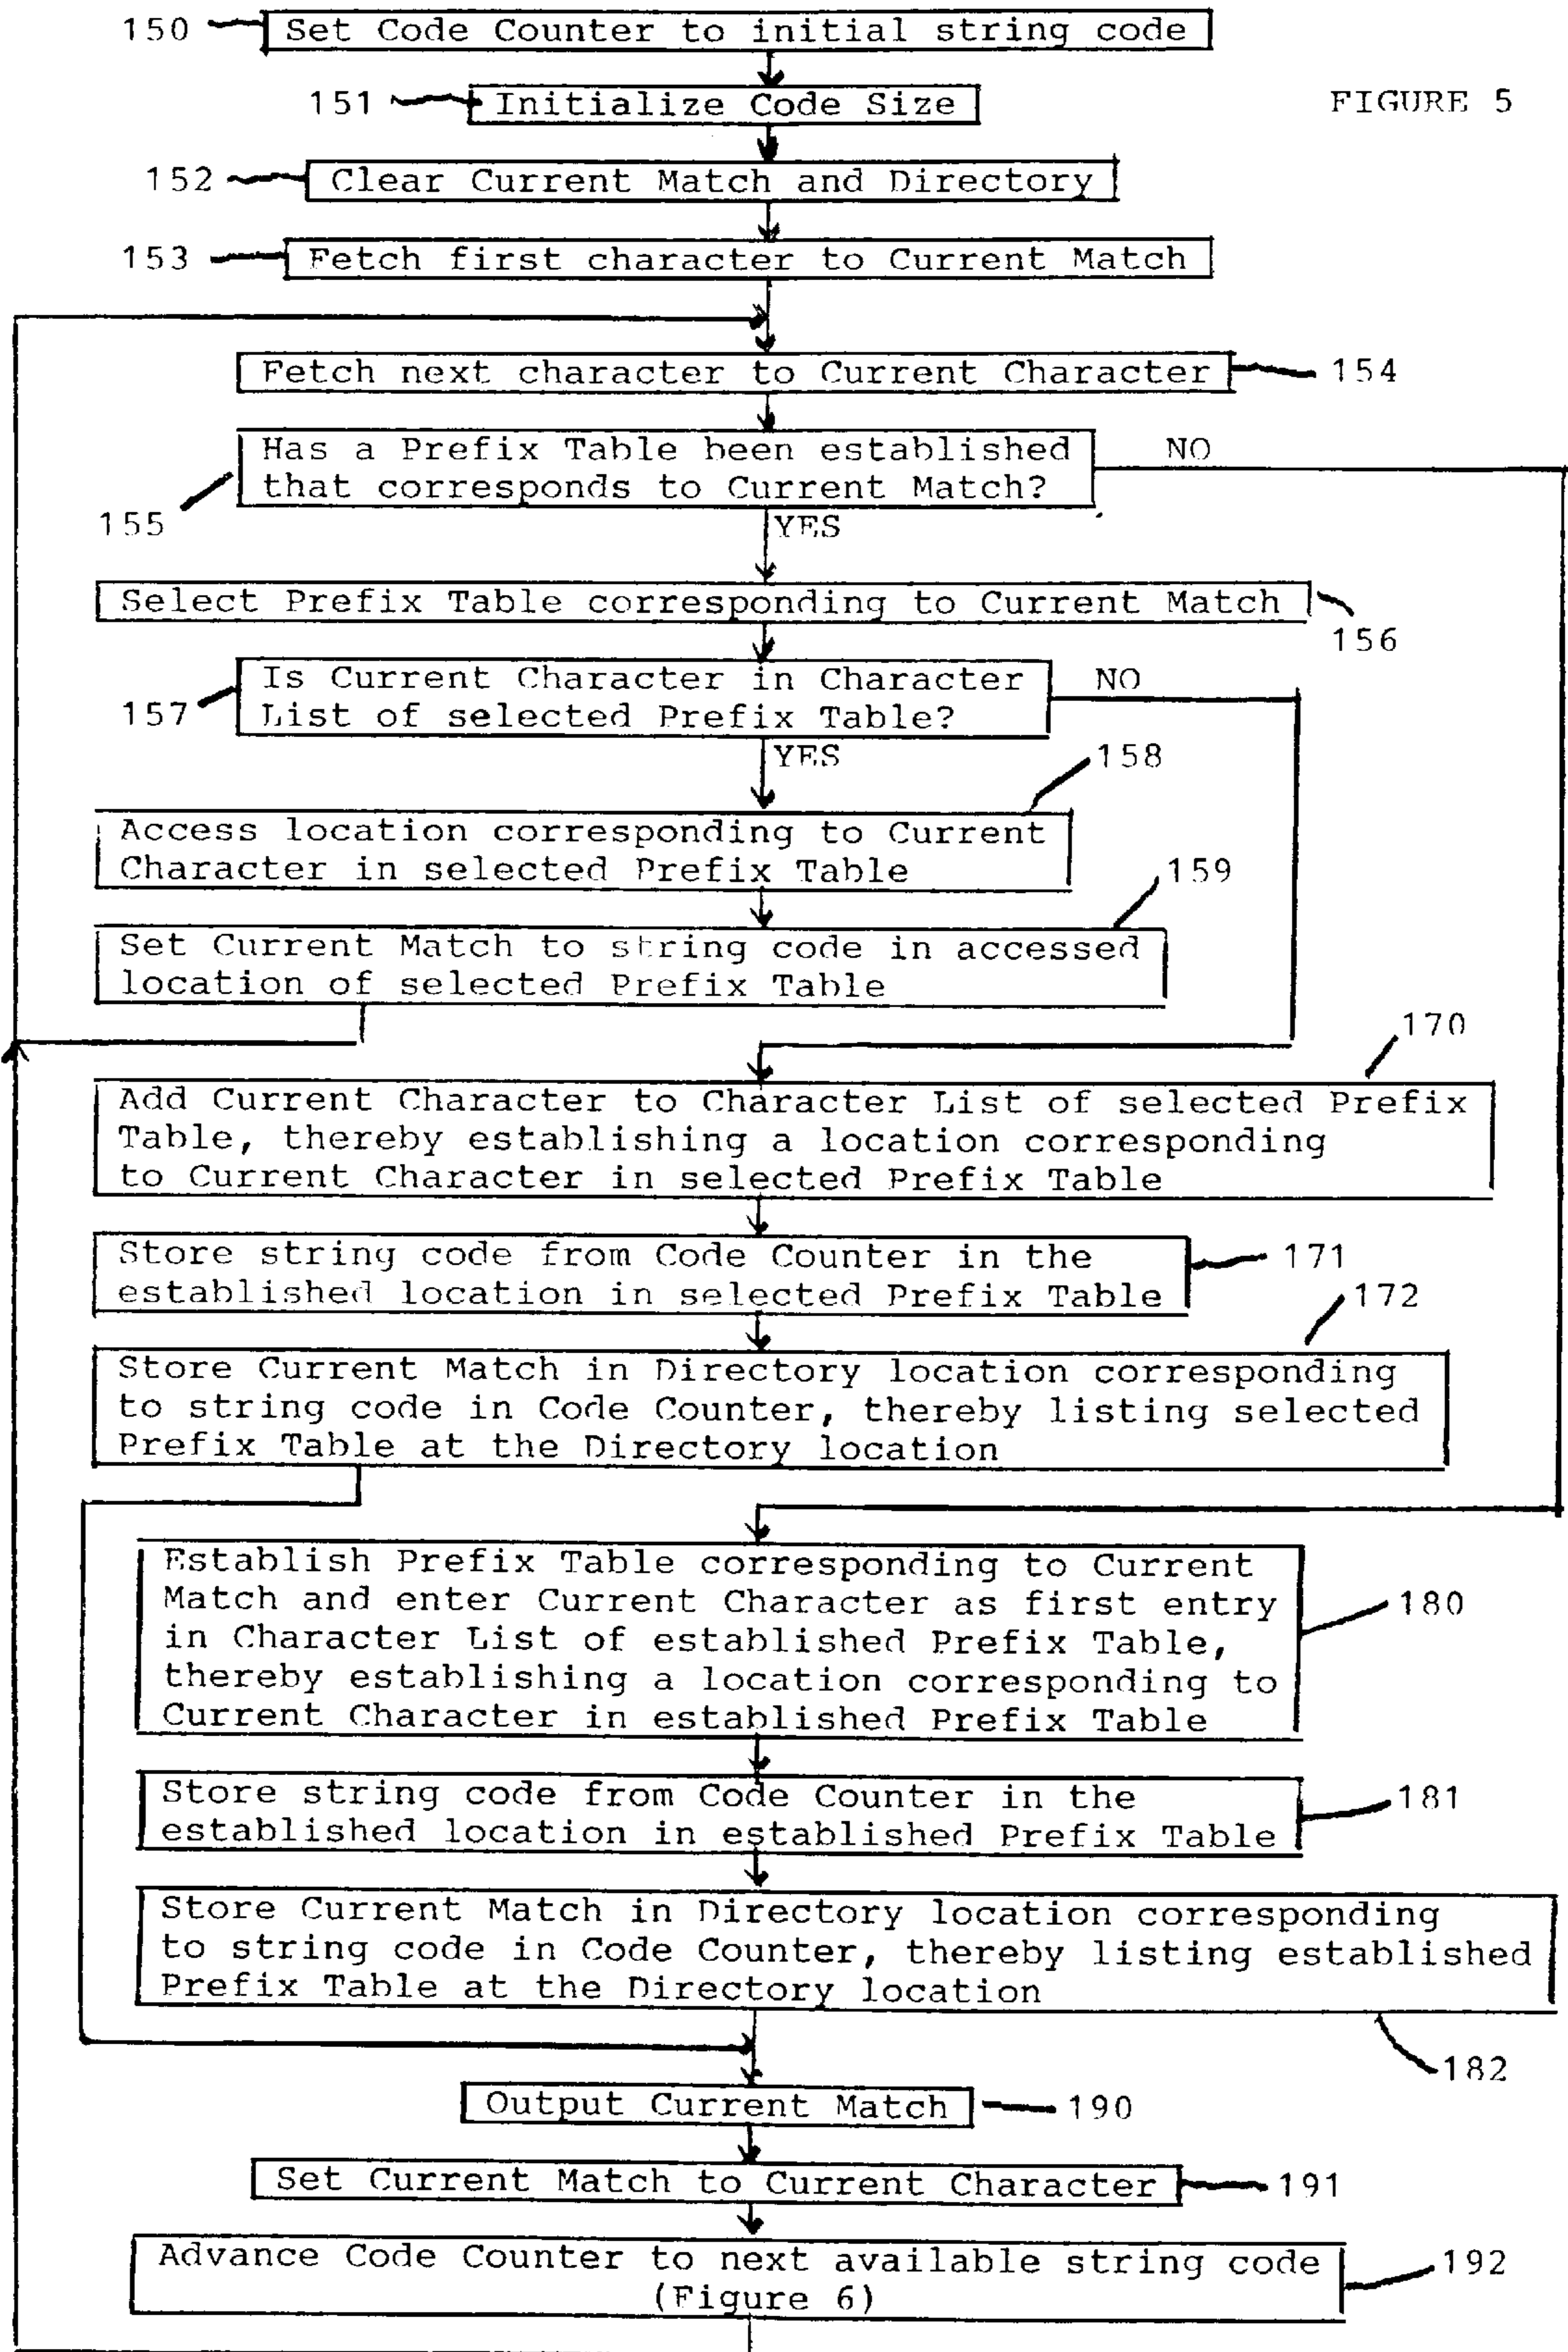 150 Set Code Counter to initial string code
151 Initialize Code Size
FIGURE 5
152 Clear Current Match and Directory
153 Fetch first character to Current Match
Fetch next character to Current Character 154
Has a Prefix Table been established
that corresponds to Current Match?
NO
155
YES
Select Prefix Table corresponding to Current Match
156
Is Current Character in Character
List of selected Prefix Table?
NO
157
YES
158
Access location corresponding to Current
Character in selected Prefix Table
159
Set Current Match to string code in accessed
location of selected Prefix Table
170
Add Current Character to Character List of selected Prefix
Table, thereby establishing a location corresponding
to Current Character in selected Prefix Table
Store string code from Code Counter in the
established location in selected Prefix Table
171
172
Store Current Match in Directory location corresponding
to string code in Code Counter, thereby listing selected
Prefix Table at the Directory location
Establish Prefix Table corresponding to Current
Match and enter Current Character as first entry
in Character List of established Prefix Table,
thereby establishing a location corresponding to
Current Character in established Prefix Table
180
Store string code from Code Counter in the
established location in established Prefix Table
181
Store Current Match in Directory location corresponding
to string code in Code Counter, thereby listing established
Prefix Table at the Directory location
182
Output Current Match 190
Set Current Match to Current Character 191
Advance Code Counter to next available string code
(Figure 6)
192